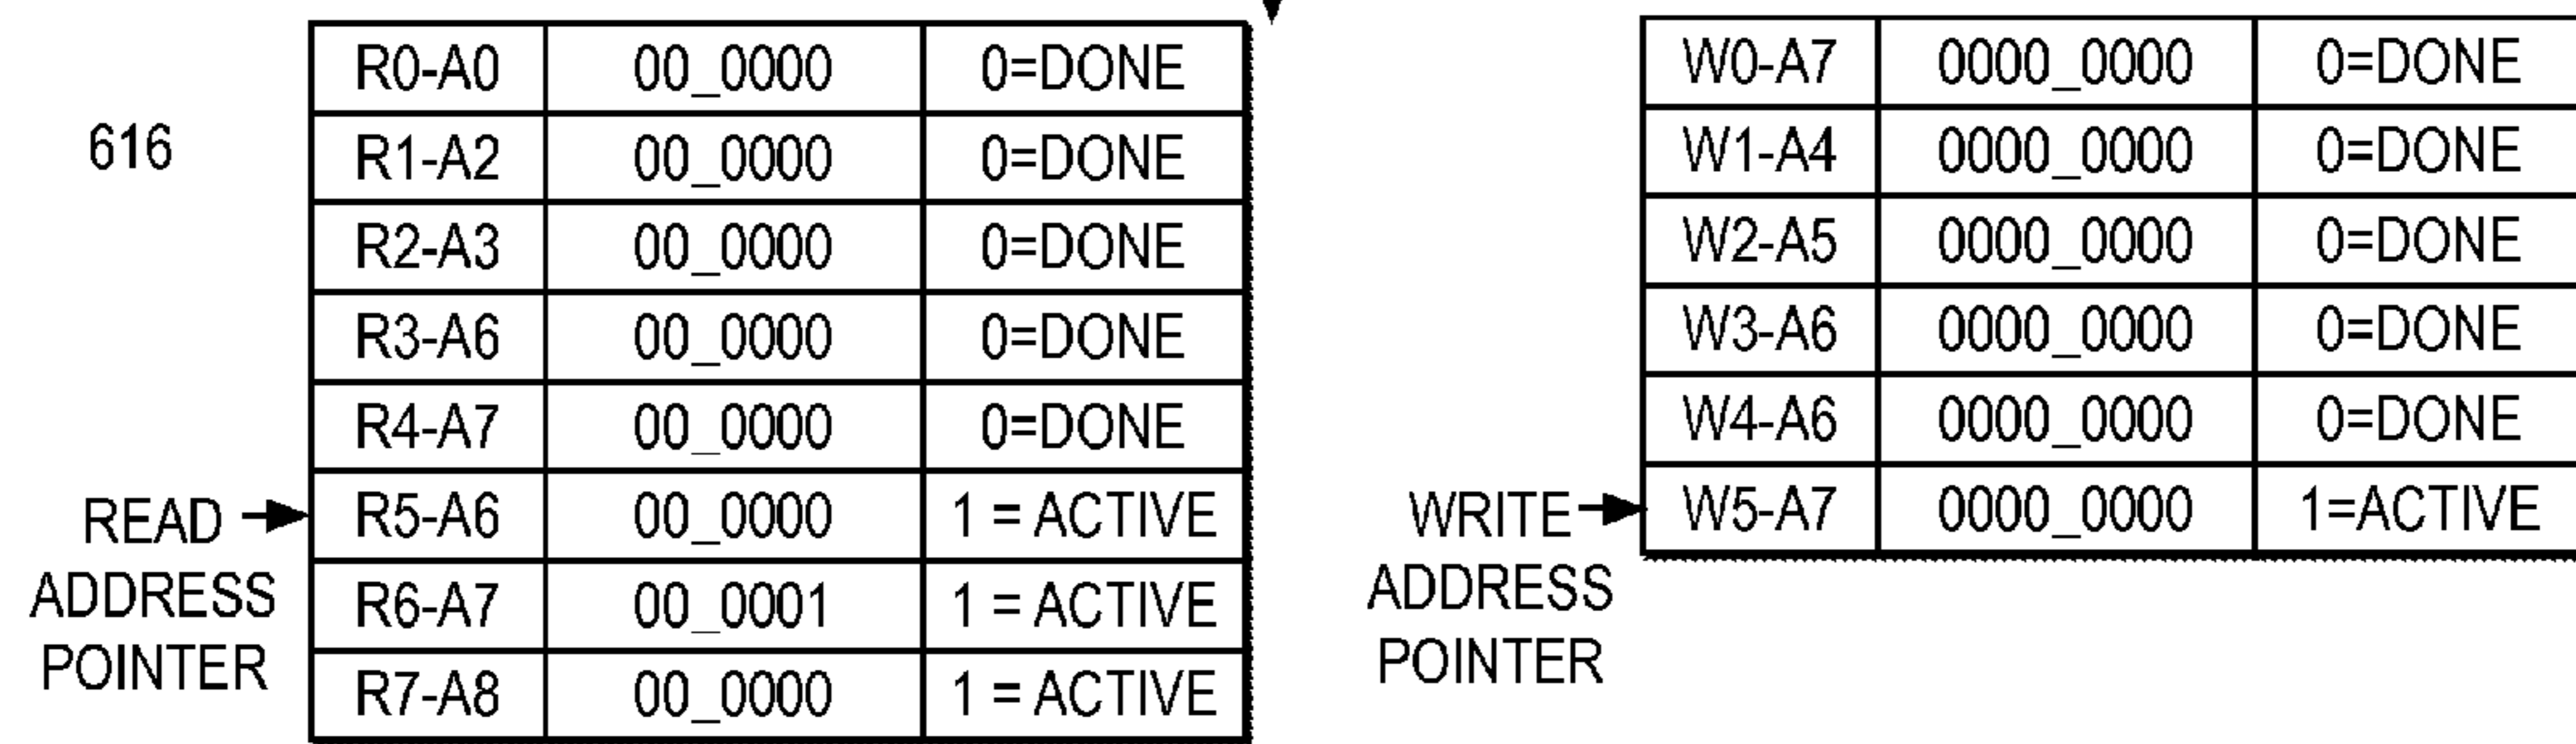 616
R0-A0 00_0000 0=DONE
R1-A2 00_0000 0=DONE
R2-A3 00_0000 0=DONE
R3-A6 00_0000 0=DONE
R4-A7 00_0000 0=DONE
R5-A6 00_0000 1 = ACTIVE
R6-A7 00_0001 1 = ACTIVE
R7-A8 00_0000 1 = ACTIVE
READ
ADDRESS
POINTER
W0-A7 0000_0000 0=DONE
W1-A4 0000_0000 0=DONE
W2-A5 0000_0000 0=DONE
W3-A6 0000_0000 0=DONE
W4-A6 0000_0000 0=DONE
W5-A7 0000_0000 1=ACTIVE
WRITE
ADDRESS
POINTER